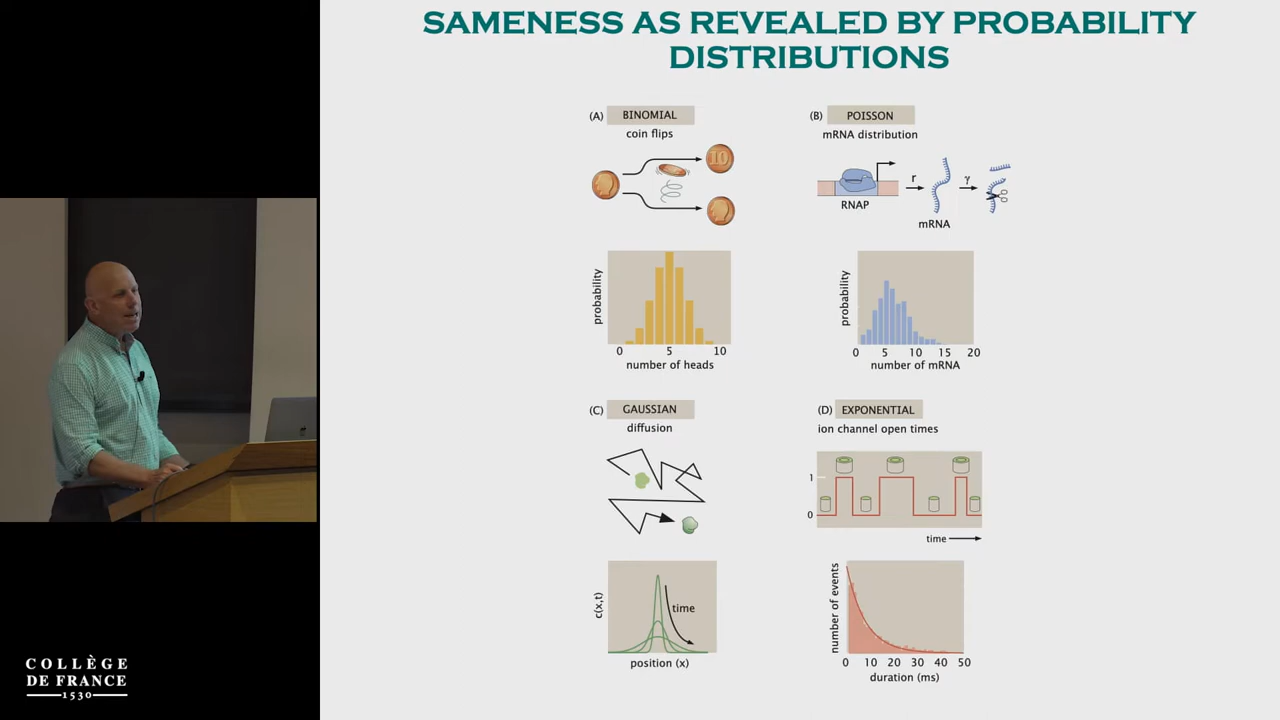 SAMENESS AS REVEALED BY PROBABILITY
DISTRIBUTIONS
(A) BINOMIAL
coin flips
10
probability
0 5 10
number of heads
(B) POISSON
mRNA distribution
r
γ
RNAP
mRNA
probability
0 5 10 15 20
number of mRNA
(C) GAUSSIAN
diffusion
c(x,t)
time
position (x)
(D) EXPONENTIAL
ion channel open times
1
0
time
number of events
0 10 20 30 40 50
duration (ms)
COLLÈGE
DE FRANCE
1530